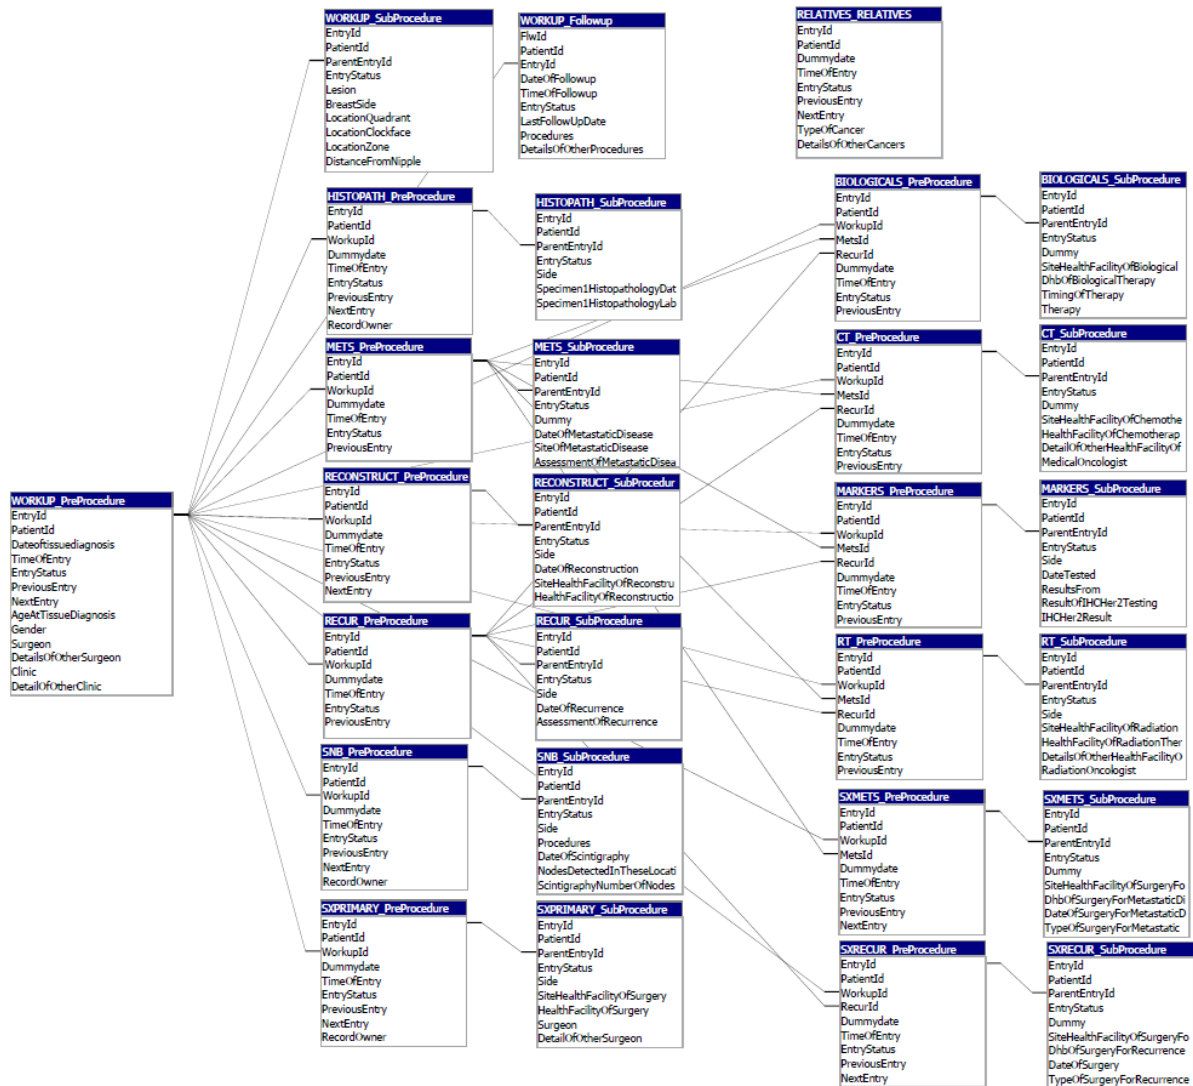 WORKUP_SubProcedure
EntryId
PatientId
ParentEntryId
EntryStatus
Lesion
BreastSide
LocationQuadrant
LocationClockface
LocationZone
DistanceFromNipple
WORKUP_Followup
FlwId
PatientId
EntryId
DateOfFollowup
TimeOfFollowup
EntryStatus
LastFollowUpDate
Procedures
DetailsOfOtherProcedures
RELATIVES_RELATIVES
EntryId
PatientId
Dummydate
TimeOfEntry
EntryStatus
PreviousEntry
NextEntry
TypeOfCancer
DetailsOfOtherCancers
HISTOPATH_PreProcedure
EntryId
PatientId
WorkupId
Dummydate
TimeOfEntry
EntryStatus
PreviousEntry
NextEntry
RecordOwner
HISTOPATH_SubProcedure
EntryId
PatientId
ParentEntryId
EntryStatus
Side
Specimen1HistopathologyDat
Specimen1HistopathologyLab
BIOLOGICALS_PreProcedure
EntryId
PatientId
WorkupId
MetsId
RecurId
Dummydate
TimeOfEntry
EntryStatus
PreviousEntry
BIOLOGICALS_SubProcedure
EntryId
PatientId
ParentEntryId
EntryStatus
Dummy
SiteHealthFacilityOfBiological
DhbOfBiologicalTherapy
TimingOfTherapy
Therapy
METS_PreProcedure
EntryId
PatientId
WorkupId
Dummydate
TimeOfEntry
EntryStatus
PreviousEntry
METS_SubProcedure
EntryId
PatientId
ParentEntryId
EntryStatus
Dummy
DateOfMetastaticDisease
SiteOfMetastaticDisease
AssessmentOfMetastaticDisea
CT_PreProcedure
EntryId
PatientId
WorkupId
MetsId
RecurId
Dummydate
TimeOfEntry
EntryStatus
PreviousEntry
CT_SubProcedure
EntryId
PatientId
ParentEntryId
EntryStatus
Dummy
SiteHealthFacilityOfChemothe
HealthFacilityOfChemotherap
DetailOfOtherHealthFacilityOf
MedicalOncologist
WORKUP_PreProcedure
EntryId
PatientId
Dateoftissuediagnosis
TimeOfEntry
EntryStatus
PreviousEntry
NextEntry
AgeAtTissueDiagnosis
Gender
Surgeon
DetailsOfOtherSurgeon
Clinic
DetailOfOtherClinic
RECONSTRUCT_PreProcedure
EntryId
PatientId
WorkupId
Dummydate
TimeOfEntry
EntryStatus
PreviousEntry
NextEntry
RECONSTRUCT_SubProcedur
EntryId
PatientId
ParentEntryId
EntryStatus
Side
DateOfReconstruction
SiteHealthFacilityOfReconstru
HealthFacilityOfReconstructio
MARKERS_PreProcedure
EntryId
PatientId
WorkupId
MetsId
RecurId
Dummydate
TimeOfEntry
EntryStatus
PreviousEntry
MARKERS_SubProcedure
EntryId
PatientId
ParentEntryId
EntryStatus
Side
DateTested
ResultsFrom
ResultOfIHCHer2Testing
IHCHer2Result
RECUR_PreProcedure
EntryId
PatientId
WorkupId
Dummydate
TimeOfEntry
EntryStatus
PreviousEntry
RECUR_SubProcedure
EntryId
PatientId
ParentEntryId
EntryStatus
Side
DateOfRecurrence
AssessmentOfRecurrence
RT_PreProcedure
EntryId
PatientId
WorkupId
MetsId
RecurId
Dummydate
TimeOfEntry
EntryStatus
PreviousEntry
RT_SubProcedure
EntryId
PatientId
ParentEntryId
EntryStatus
Side
SiteHealthFacilityOfRadiation
HealthFacilityOfRadiationTher
DetailsOfOtherHealthFacilityO
RadiationOncologist
SNB_PreProcedure
EntryId
PatientId
WorkupId
Dummydate
TimeOfEntry
EntryStatus
PreviousEntry
NextEntry
RecordOwner
SNB_SubProcedure
EntryId
PatientId
ParentEntryId
EntryStatus
Side
Procedures
DateOfScintigraphy
NodesDetectedInTheseLocati
ScintigraphyNumberOfNodes
SXMETS_PreProcedure
EntryId
PatientId
WorkupId
MetsId
Dummydate
TimeOfEntry
EntryStatus
PreviousEntry
NextEntry
SXMETS_SubProcedure
EntryId
PatientId
ParentEntryId
EntryStatus
Dummy
SiteHealthFacilityOfSurgeryFo
DhbOfSurgeryForMetastaticDi
DateOfSurgeryForMetastaticD
TypeOfSurgeryForMetastatic
SXPRIMARY_PreProcedure
EntryId
PatientId
WorkupId
Dummydate
TimeOfEntry
EntryStatus
PreviousEntry
NextEntry
RecordOwner
SXPRIMARY_SubProcedure
EntryId
PatientId
ParentEntryId
EntryStatus
Side
SiteHealthFacilityOfSurgery
HealthFacilityOfSurgery
Surgeon
DetailOfOtherSurgeon
SXRECUR_PreProcedure
EntryId
PatientId
WorkupId
RecurId
Dummydate
TimeOfEntry
EntryStatus
PreviousEntry
NextEntry
SXRECUR_SubProcedure
EntryId
PatientId
ParentEntryId
EntryStatus
Dummy
SiteHealthFacilityOfSurgeryFo
DhbOfSurgeryForRecurrence
DateOfSurgery
TypeOfSurgeryForRecurrence